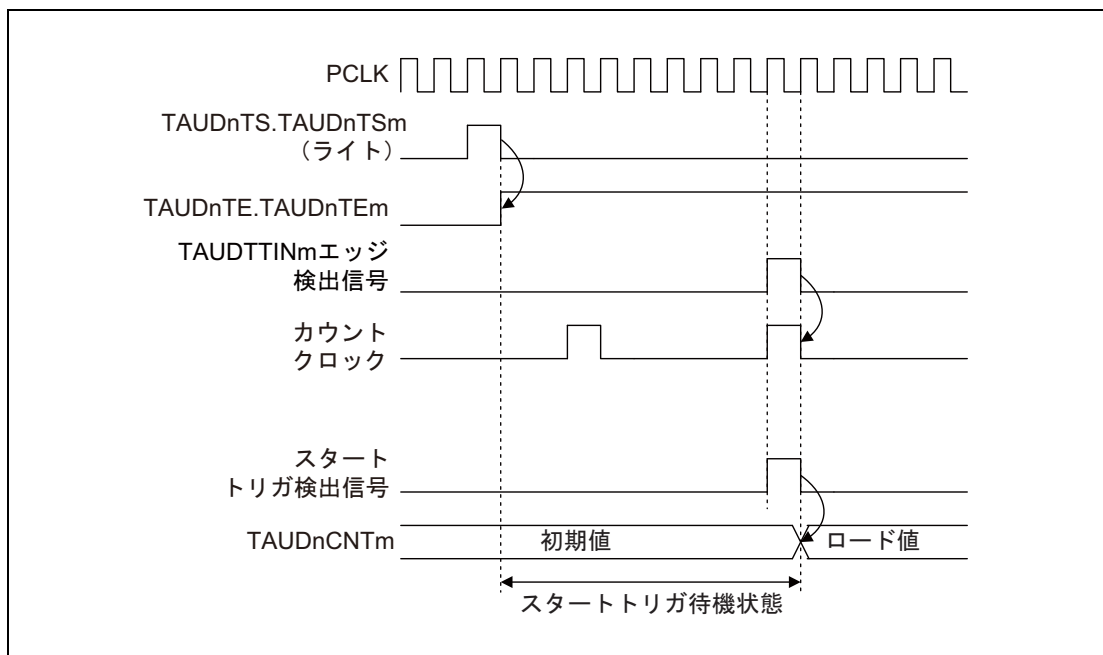 PCLK
TAUDnTS.TAUDnTSm
（ライト）
TAUDnTE.TAUDnTEm
TAUDTTINmエッジ
検出信号
カウント
クロック
スタート
トリガ検出信号
TAUDnCNTm
初期値
ロード値
スタートトリガ待機状態